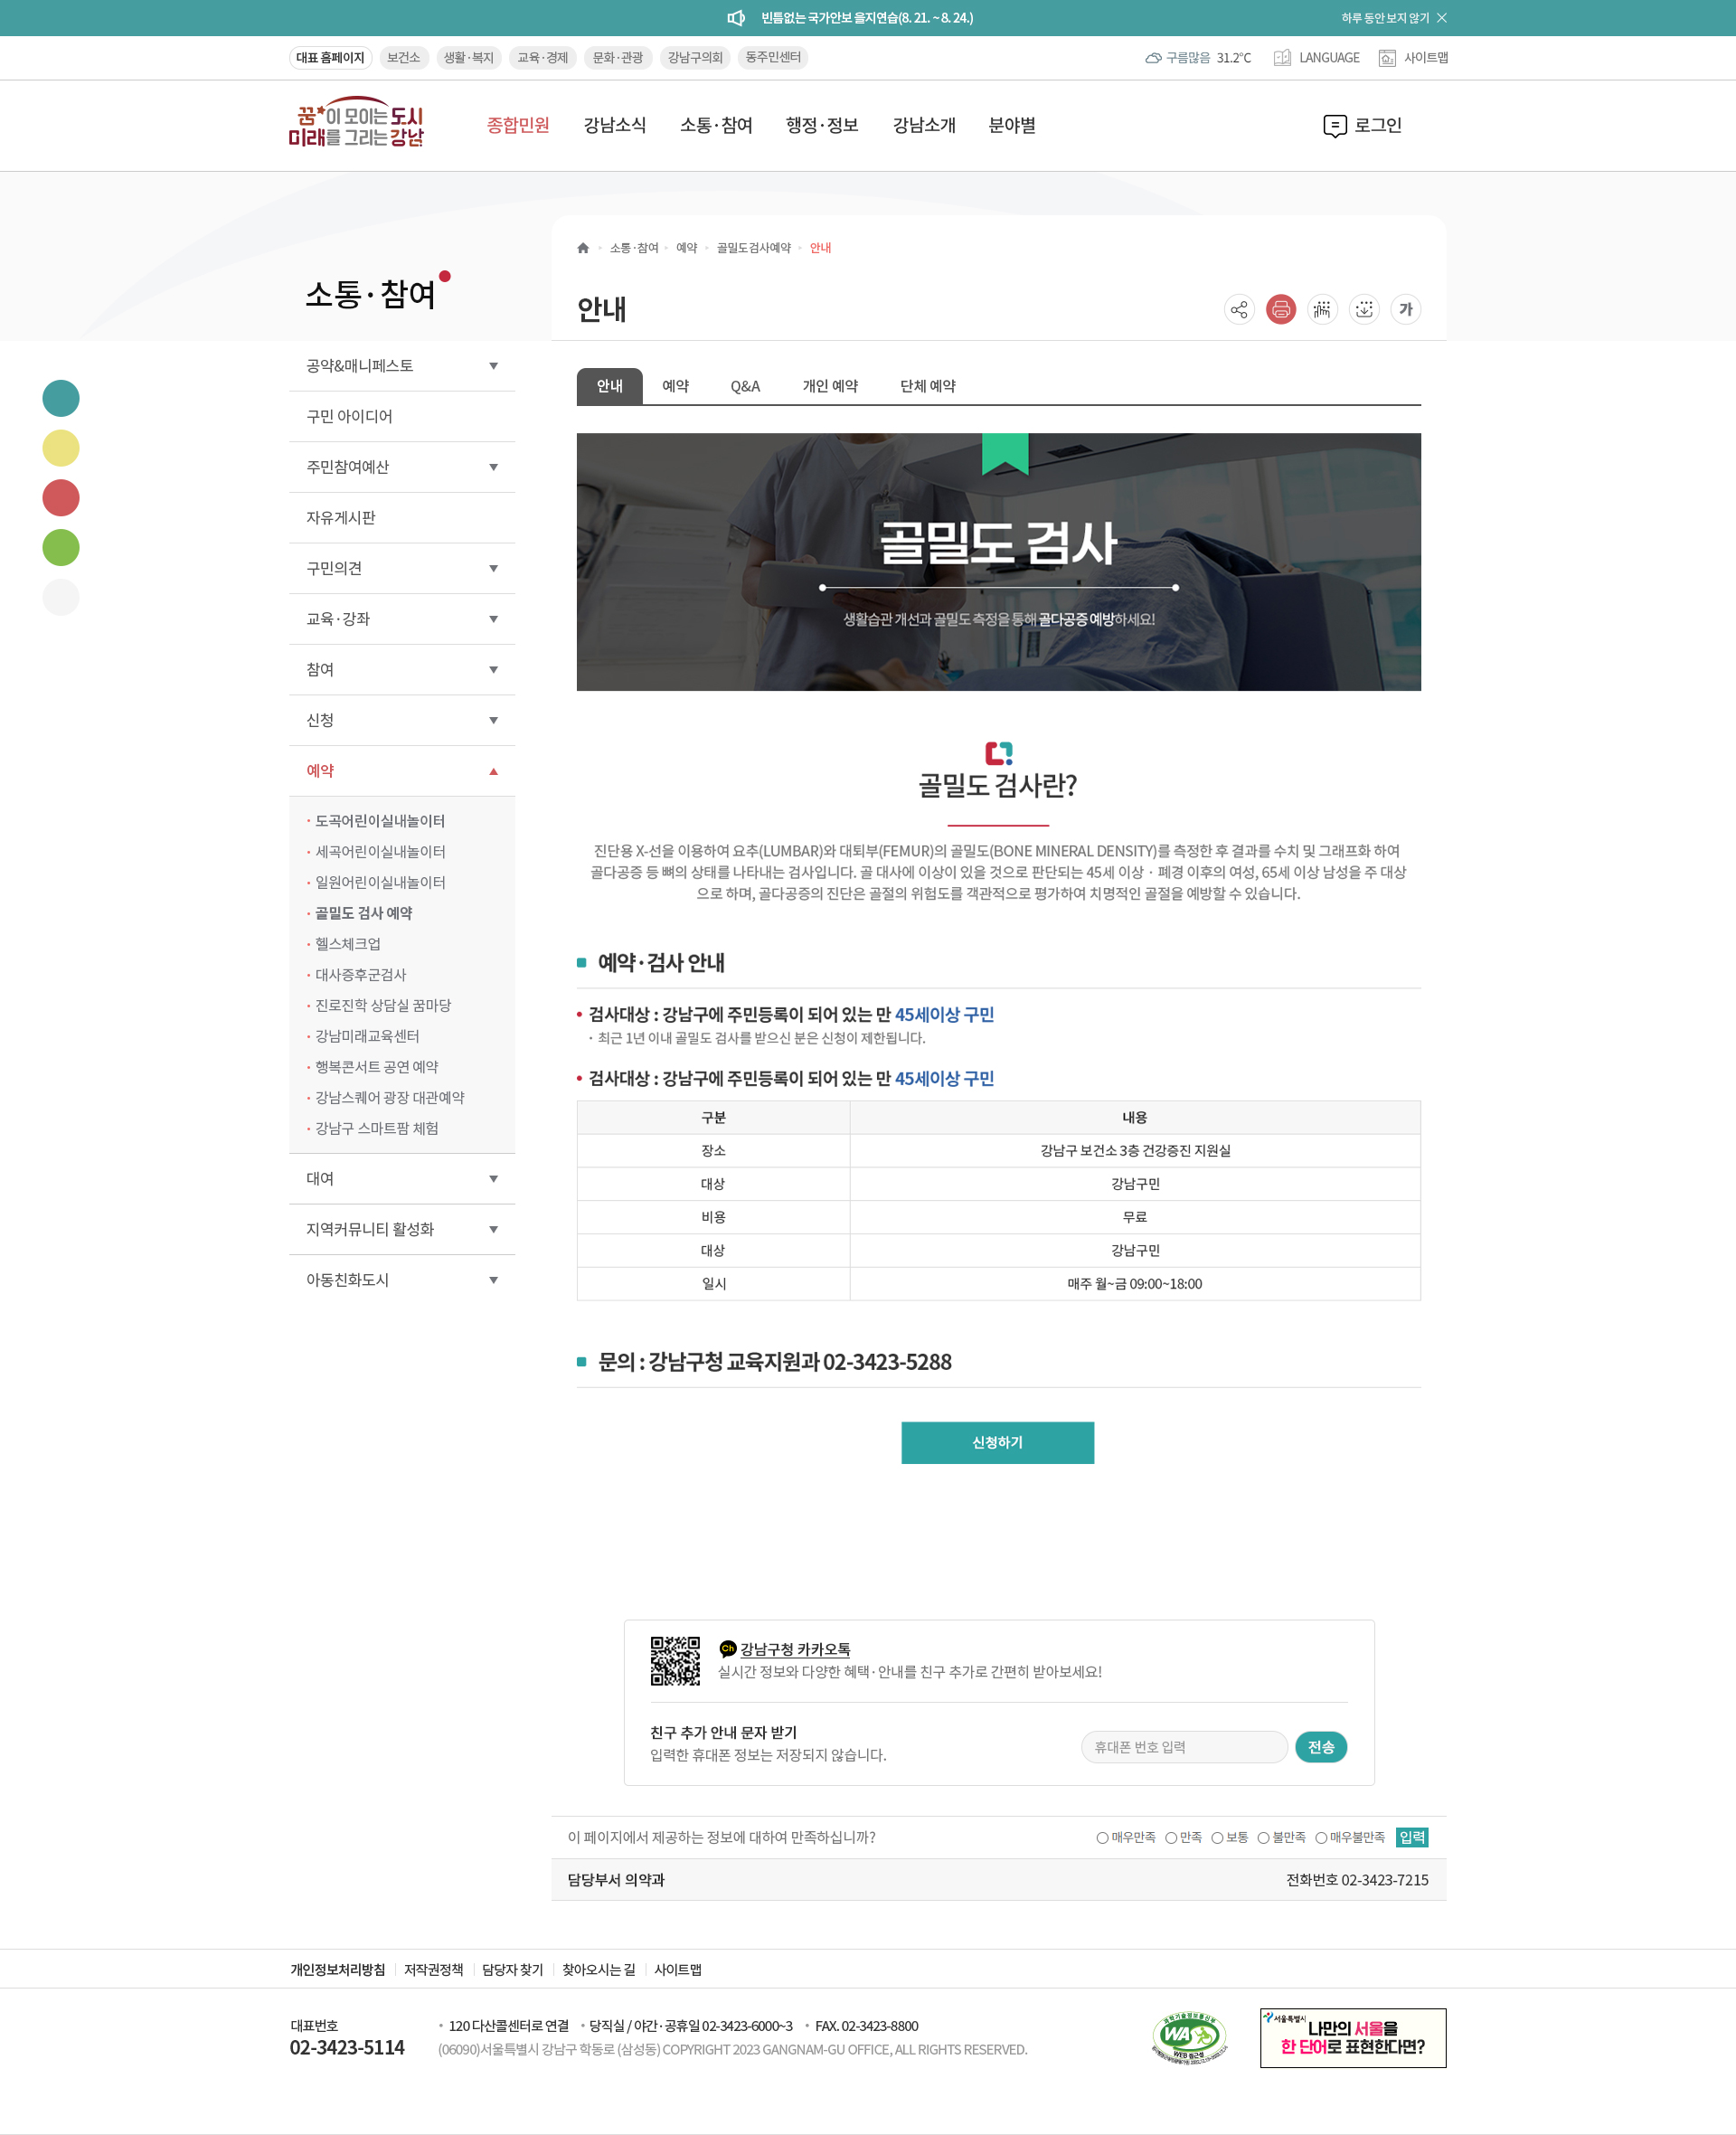 빈틈없는 국가안보 을지연습(8. 21. ~ 8. 24.)
하루 동안 보지 않기
대표 홈페이지 보건소 생활·복지 교육·경제 문화·관광 강남구의회 동주민센터
구름많음 31.2℃ LANGUAGE 사이트맵
꿈이 모이는 도시
미래를 그리는 강남
종합민원 강남소식 소통·참여 행정·정보 강남소개 분야별
로그인
소통·참여 예약 골밀도검사예약 안내
소통·참여
안내
가
안내 예약 Q&A 개인 예약 단체 예약
공약&매니페스토
구민 아이디어
주민참여예산
자유게시판
구민의견
교육·강좌
참여
신청
예약
도곡어린이실내놀이터
세곡어린이실내놀이터
일원어린이실내놀이터
골밀도 검사 예약
헬스체크업
대사증후군검사
진로진학 상담실 꿈마당
강남미래교육센터
행복콘서트 공연 예약
강남스퀘어 광장 대관예약
강남구 스마트팜 체험
대여
지역커뮤니티 활성화
아동친화도시
골밀도 검사
생활습관 개선과 골밀도 측정을 통해 골다공증 예방하세요!
골밀도 검사란?
진단용 X-선을 이용하여 요추(LUMBAR)와 대퇴부(FEMUR)의 골밀도(BONE MINERAL DENSITY)를 측정한 후 결과를 수치 및 그래프화 하여
골다공증 등 뼈의 상태를 나타내는 검사입니다. 골 대사에 이상이 있을 것으로 판단되는 45세 이상 · 폐경 이후의 여성, 65세 이상 남성을 주 대상
으로 하며, 골다공증의 진단은 골절의 위험도를 객관적으로 평가하여 치명적인 골절을 예방할 수 있습니다.
예약·검사 안내
검사대상 : 강남구에 주민등록이 되어 있는 만 45세이상 구민
최근 1년 이내 골밀도 검사를 받으신 분은 신청이 제한됩니다.
검사대상 : 강남구에 주민등록이 되어 있는 만 45세이상 구민
구분 내용
장소 강남구 보건소 3층 건강증진 지원실
대상 강남구민
비용 무료
대상 강남구민
일시 매주 월~금 09:00~18:00
문의 : 강남구청 교육지원과 02-3423-5288
신청하기
Ch 강남구청 카카오톡
실시간 정보와 다양한 혜택·안내를 친구 추가로 간편히 받아보세요!
친구 추가 안내 문자 받기
입력한 휴대폰 정보는 저장되지 않습니다.
휴대폰 번호 입력 전송
이 페이지에서 제공하는 정보에 대하여 만족하십니까?
매우만족 만족 보통 불만족 매우불만족 입력
담당부서 의약과 전화번호 02-3423-7215
개인정보처리방침 저작권정책 담당자 찾기 찾아오시는 길 사이트맵
대표번호
02-3423-5114
120 다산콜센터로 연결 당직실 / 야간·공휴일 02-3423-6000~3 FAX. 02-3423-8800
(06090)서울특별시 강남구 학동로 (삼성동) COPYRIGHT 2023 GANGNAM-GU OFFICE, ALL RIGHTS RESERVED.
과학기술정보통신부
WA
WEB 접근성
서울특별시
나만의 서울을
한 단어로 표현한다면?